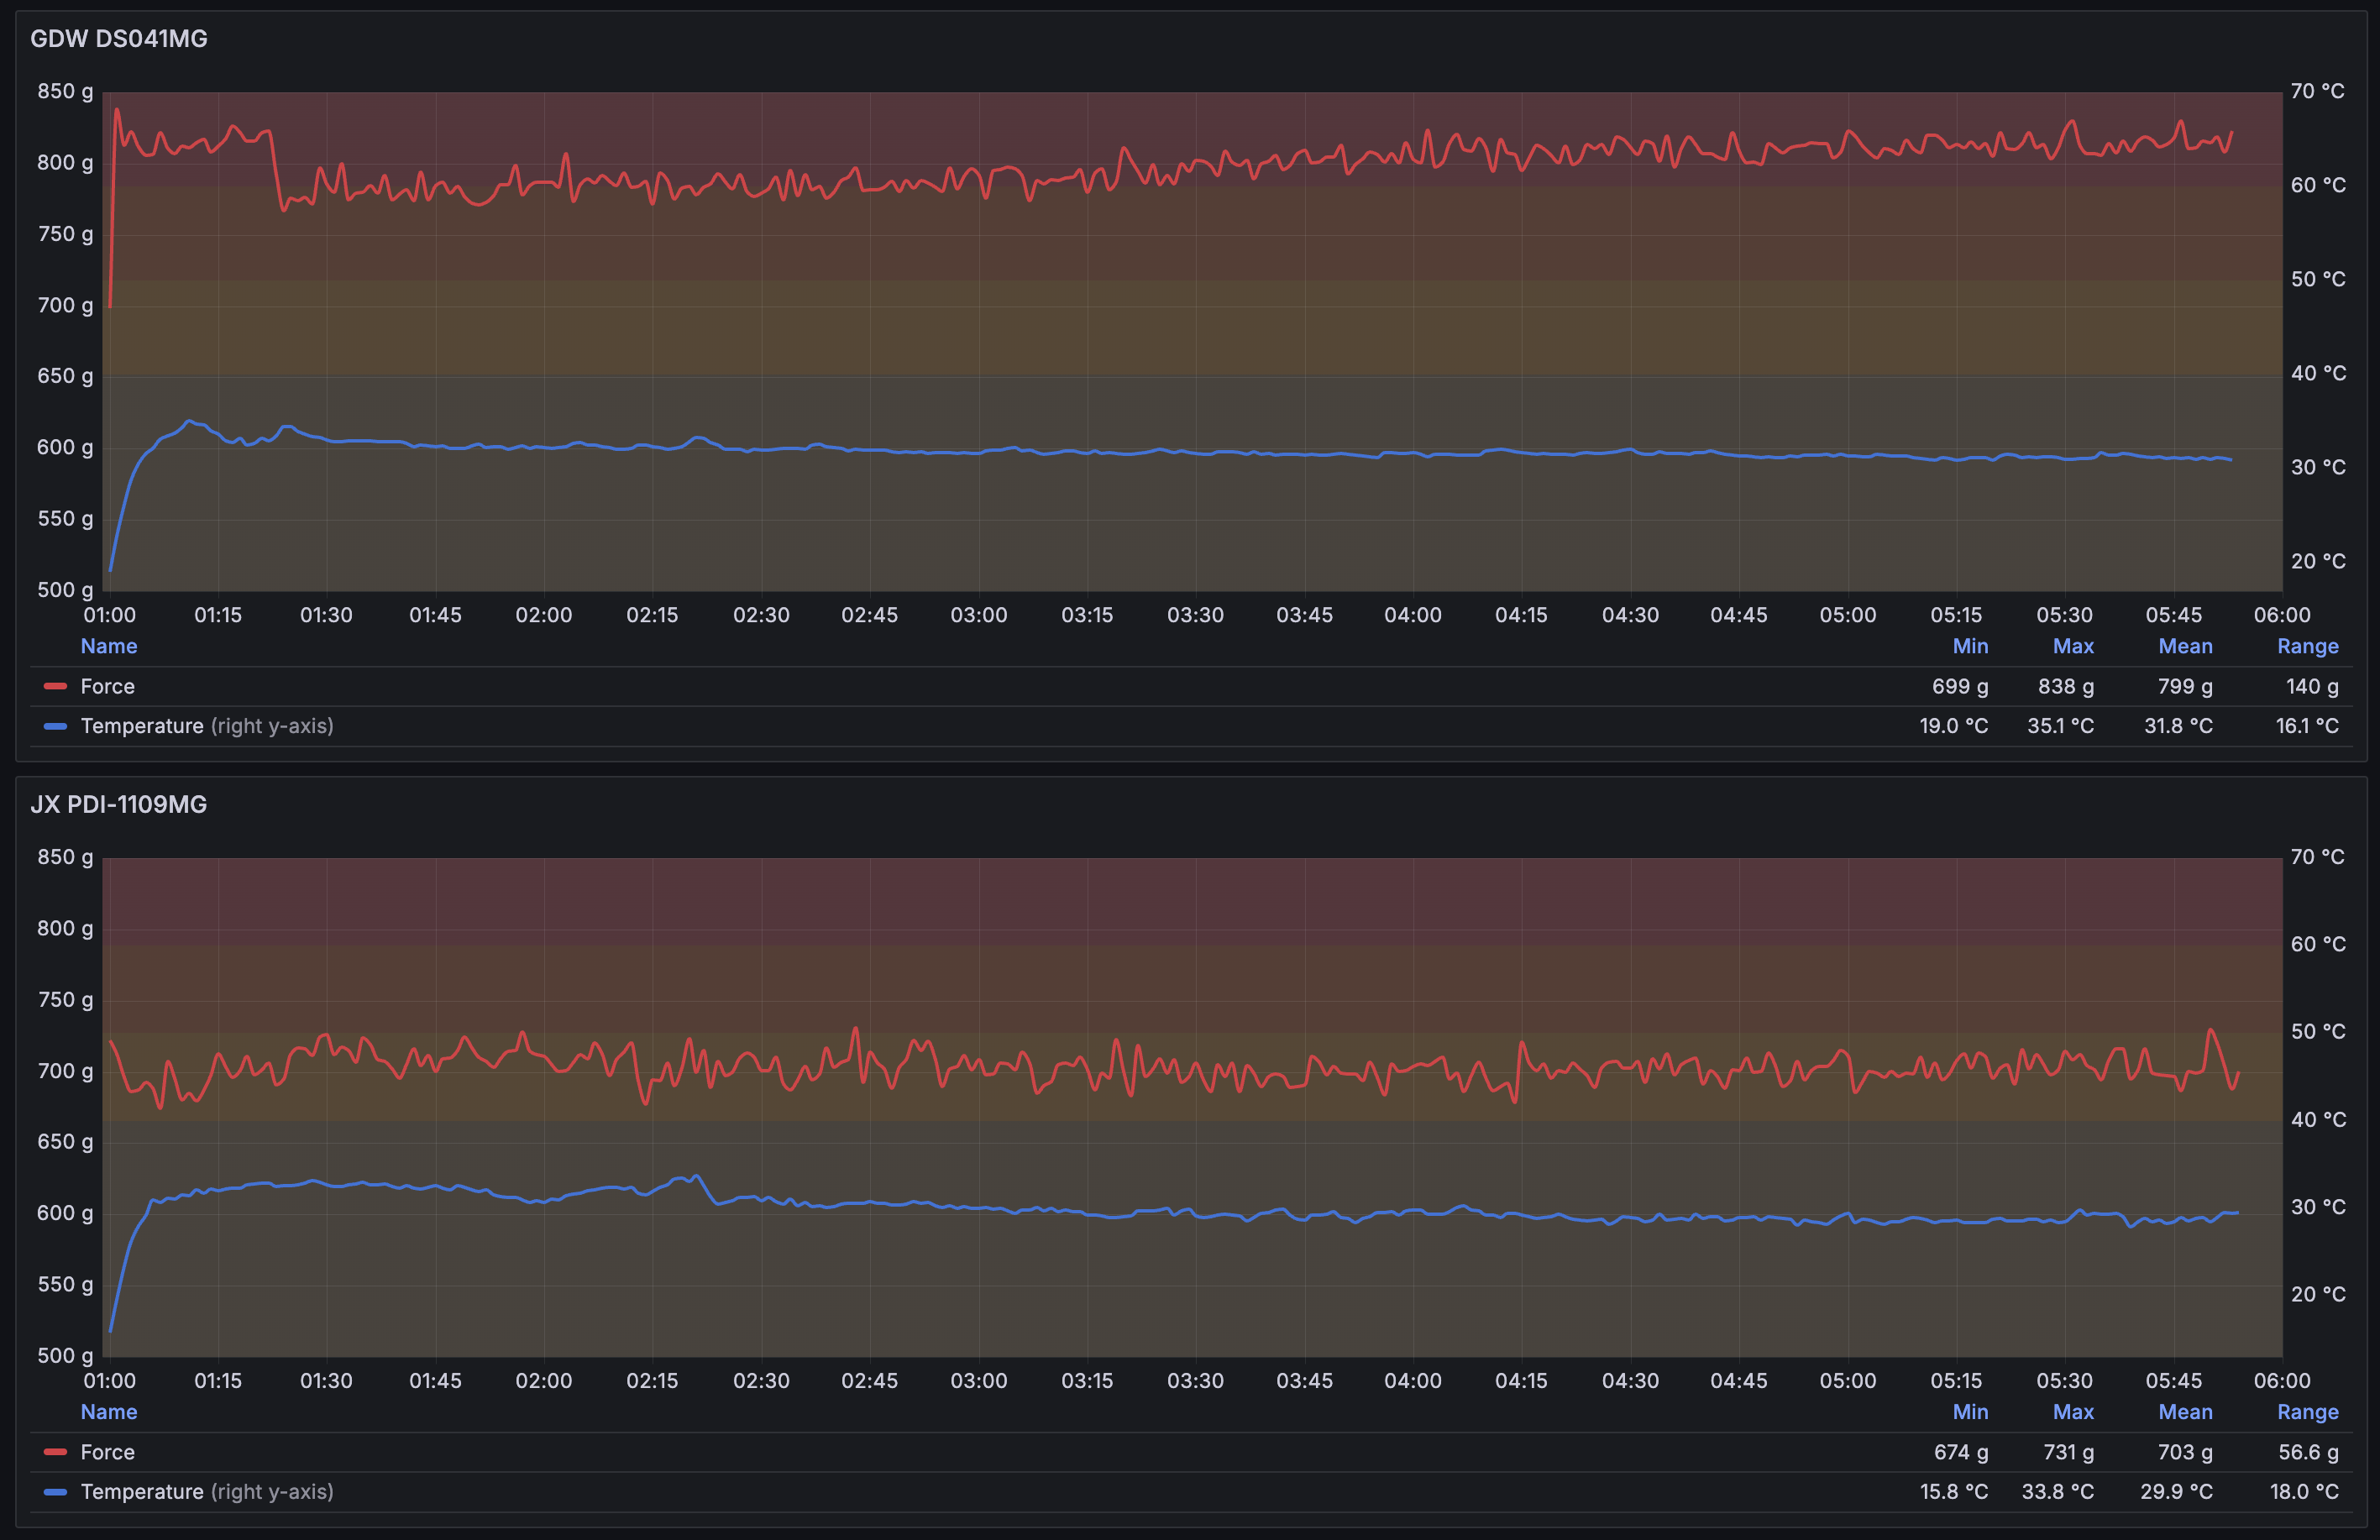 GDW DS041MG
850 g 70 °C
800 g
60 °C
750 g
50 °C
700 g
650 g 40 °C
600 g
30 °C
550 g
20 °C
500 g
01:00 01:15 01:30 01:45 02:00 02:15 02:30 02:45 03:00 03:15 03:30 03:45 04:00 04:15 04:30 04:45 05:00 05:15 05:30 05:45 06:00
Name Min Max Mean Range
Force 699 g 838 g 799 g 140 g
Temperature (right y-axis) 19.0 °C 35.1 °C 31.8 °C 16.1 °C
JX PDI-1109MG
850 g 70 °C
800 g
60 °C
750 g
50 °C
700 g
40 °C
650 g
600 g 30 °C
550 g
20 °C
500 g
01:00 01:15 01:30 01:45 02:00 02:15 02:30 02:45 03:00 03:15 03:30 03:45 04:00 04:15 04:30 04:45 05:00 05:15 05:30 05:45 06:00
Name Min Max Mean Range
Force 674 g 731 g 703 g 56.6 g
Temperature (right y-axis) 15.8 °C 33.8 °C 29.9 °C 18.0 °C